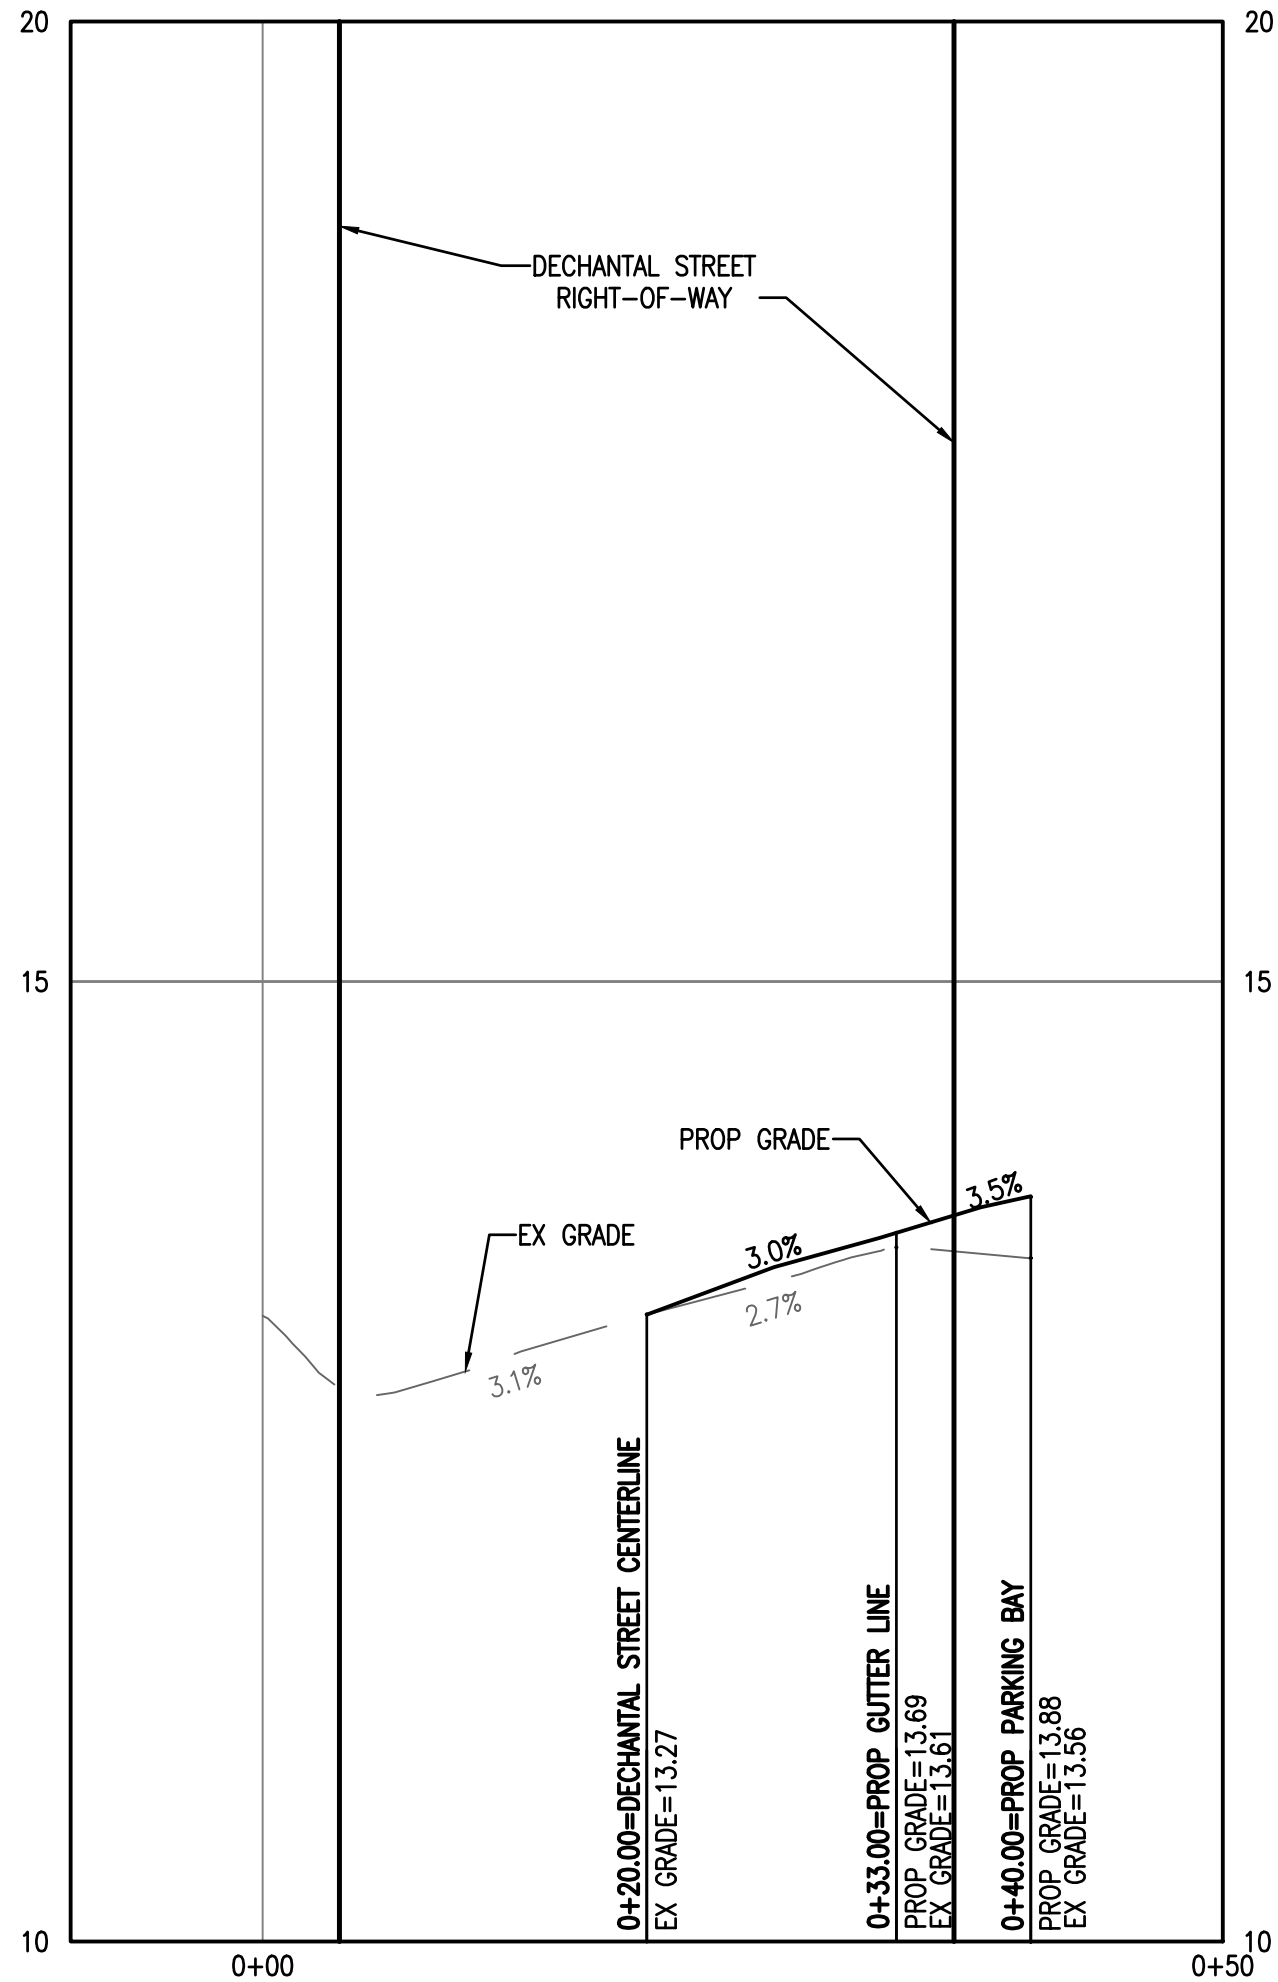 20
20
DECHANTAL STREET
RIGHT-OF-WAY
15
15
PROP GRADE
3.5%
EX GRADE
3.0%
2.7%
3.1%
0+20.00=DECHANTAL STREET CENTERLINE
EX GRADE=13.27
0+33.00=PROP GUTTER LINE
PROP GRADE=13.69
EX GRADE=13.61
0+40.00=PROP PARKING BAY
PROP GRADE=13.88
EX GRADE=13.56
10
10
0+00
0+50